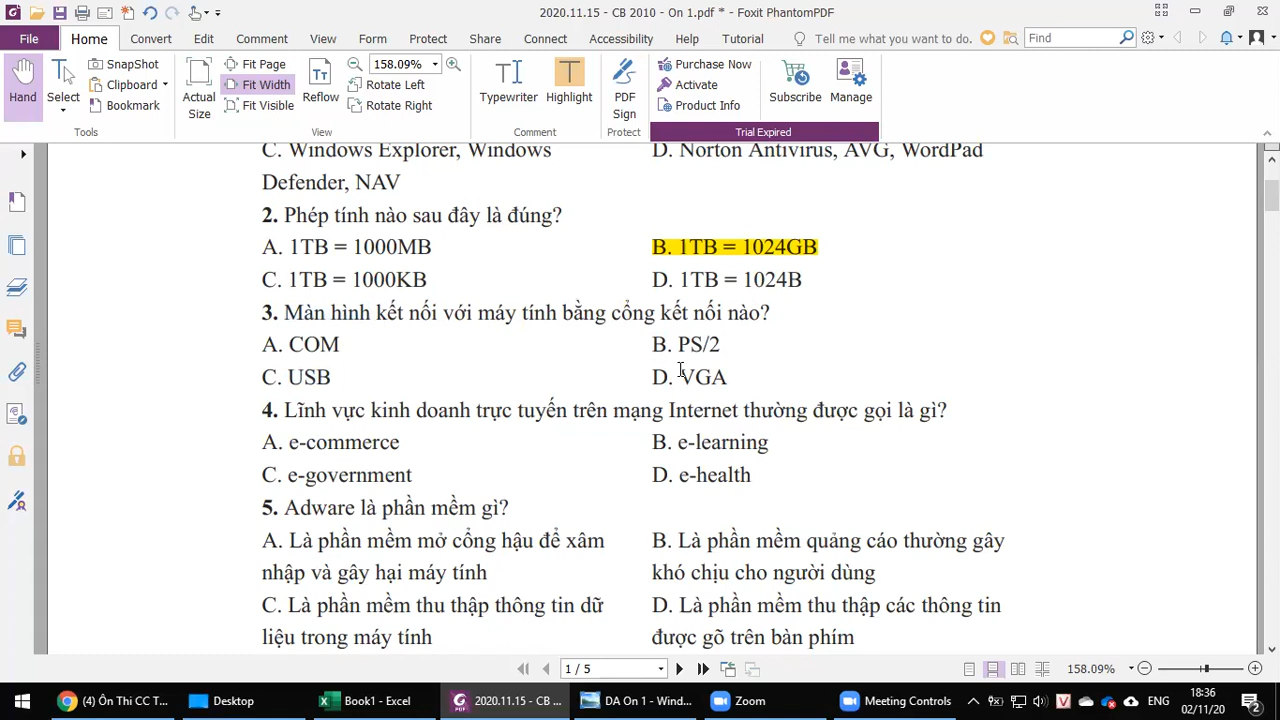 2020.11.15 - CB 2010 - On 1.pdf * - Foxit PhantomPDF
File Home Convert Edit Comment View Form Protect Share Connect Accessibility Help Tutorial Tell me what you want to do. Find
Hand
Select
SnapShot
Clipboard
Bookmark
Tools
Actual Size
Fit Page
Fit Width
Fit Visible
Reflow
158.09%
Rotate Left
Rotate Right
View
Typewriter
Highlight
Comment
PDF Sign
Protect
Purchase Now
Activate
Product Info
Subscribe
Manage
Trial Expired
C. Windows Explorer, Windows D. Norton Antivirus, AVG, WordPad
Defender, NAV
2. Phép tính nào sau đây là đúng?
A. 1TB = 1000MB B. 1TB = 1024GB
C. 1TB = 1000KB D. 1TB = 1024B
3. Màn hình kết nối với máy tính bằng cổng kết nối nào?
A. COM B. PS/2
C. USB D. VGA
4. Lĩnh vực kinh doanh trực tuyến trên mạng Internet thường được gọi là gì?
A. e-commerce B. e-learning
C. e-government D. e-health
5. Adware là phần mềm gì?
A. Là phần mềm mở cổng hậu để xâm B. Là phần mềm quảng cáo thường gây
nhập và gây hại máy tính khó chịu cho người dùng
C. Là phần mềm thu thập thông tin dữ D. Là phần mềm thu thập các thông tin
liệu trong máy tính được gõ trên bàn phím
1 / 5 158.09%
(4) Ôn Thi CC T... Desktop Book1 - Excel 2020.11.15 - CB ... DA On 1 - Wind... Zoom Meeting Controls ENG 18:36
02/11/20 2